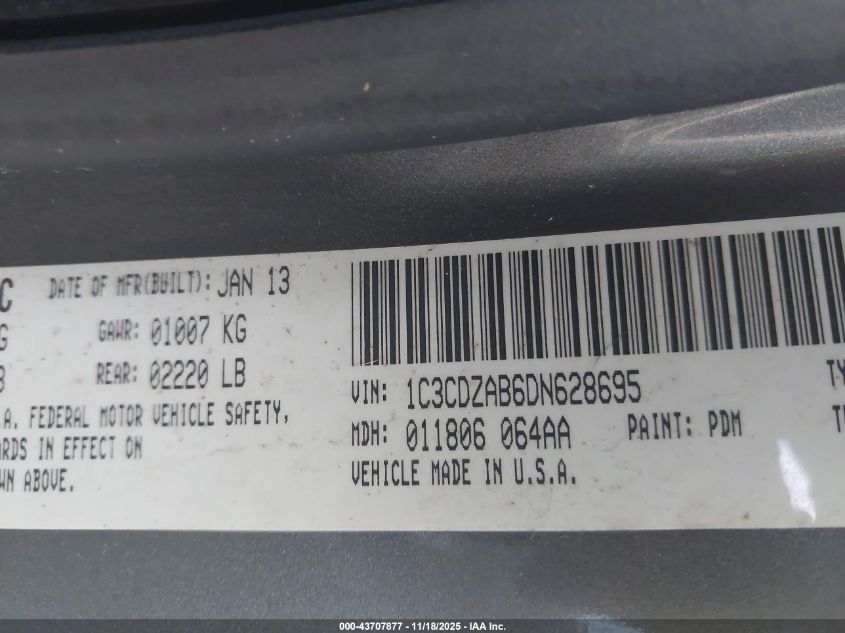 C DATE OF MFR(BUILT): JAN 13
G GAWR: 01007 KG
B REAR: 02220 LB
.A. FEDERAL MOTOR VEHICLE SAFETY,
ARDS IN EFFECT ON
WN ABOVE.
VIN: 1C3CDZAB6DN628695 TY
MDH: 011806 064AA PAINT: PDM T
VEHICLE MADE IN U.S.A.
000-43707877 - 11/18/2025 - IAA Inc.